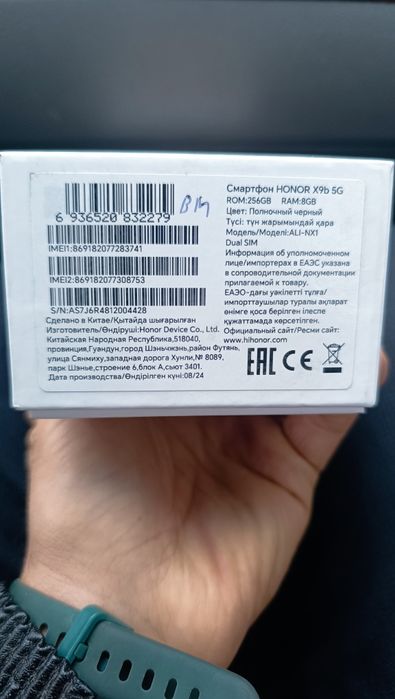 6 936520 832279
IMEI1:869182077283741
IMEI2:869182077308753
S/N:AS7J6R4812004428
Сделано в Китае/Қытайда шығарылған
Изготовитель/Өндіруші:Honor Device Co., Ltd.
Китайская Народная Республика,518040,
провинция,Гуандун,город Шэньчжэнь,район Футянь,
улица Сянмиху,западная дорога Хунли,№ 8089,
парк Шэнье,строение 6,блок А,сьют 3401.
Дата производства/Өндірілген күні:08/24
Смартфон HONOR X9b 5G
ROM:256GB RAM:8GB
Цвет: Полночный черный
Түсі: түн жарымындай қара
Модель/Моделі:ALI-NX1
Dual SIM
Информация об уполномоченном
лице/импортерах в ЕАЭС указана
в сопроводительной документации
прилагаемой к товару.
ЕАЭО-дағы уәкілетті тұлға/
импорттаушылар туралы ақпарат
өнімге қоса берілген ілеспе
құжаттамада көрсетілген.
Официальный сайт/Ресми сайт:
www.hihonor.com
EAC CE